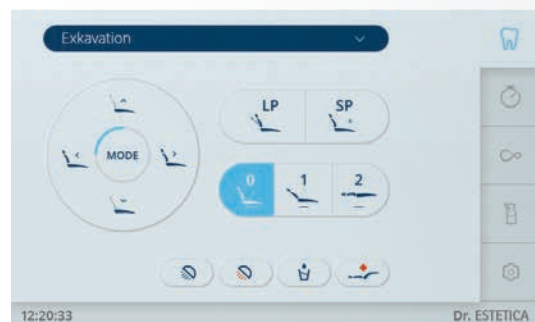 Exkavation
LP SP
MODE
0 1 2
12:20:33 Dr. ESTETICA